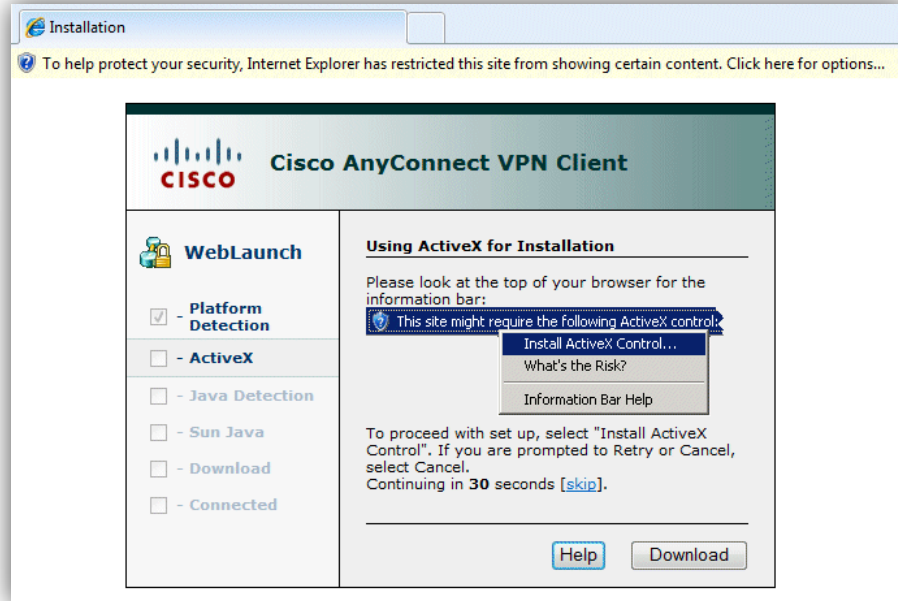 Installation
To help protect your security, Internet Explorer has restricted this site from showing certain content. Click here for options...
CISCO
Cisco AnyConnect VPN Client
WebLaunch
- Platform
Detection
- ActiveX
- Java Detection
- Sun Java
- Download
- Connected
Using ActiveX for Installation
Please look at the top of your browser for the
information bar:
This site might require the following ActiveX control:
Install ActiveX Control...
What's the Risk?
Information Bar Help
To proceed with set up, select "Install ActiveX
Control". If you are prompted to Retry or Cancel,
select Cancel.
Continuing in 30 seconds [skip].
Help
Download